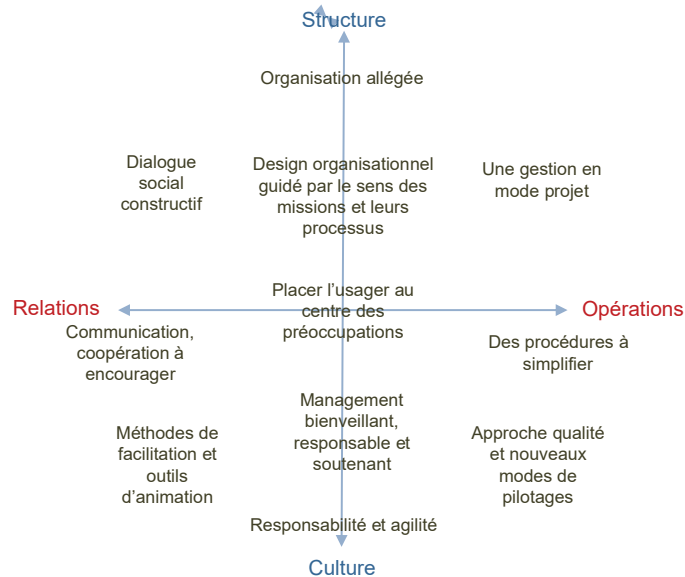 Structure
Organisation allégée
Dialogue
social
constructif
Design organisationnel
guidé par le sens des
missions et leurs
processus
Une gestion en
mode projet
Relations
Placer l’usager au
centre des
préoccupations
Opérations
Communication,
coopération à
encourager
Des procédures à
simplifier
Management
bienveillant,
responsable et
soutenant
Méthodes de
facilitation et
outils
d’animation
Approche qualité
et nouveaux
modes de
pilotages
Responsabilité et agilité
Culture